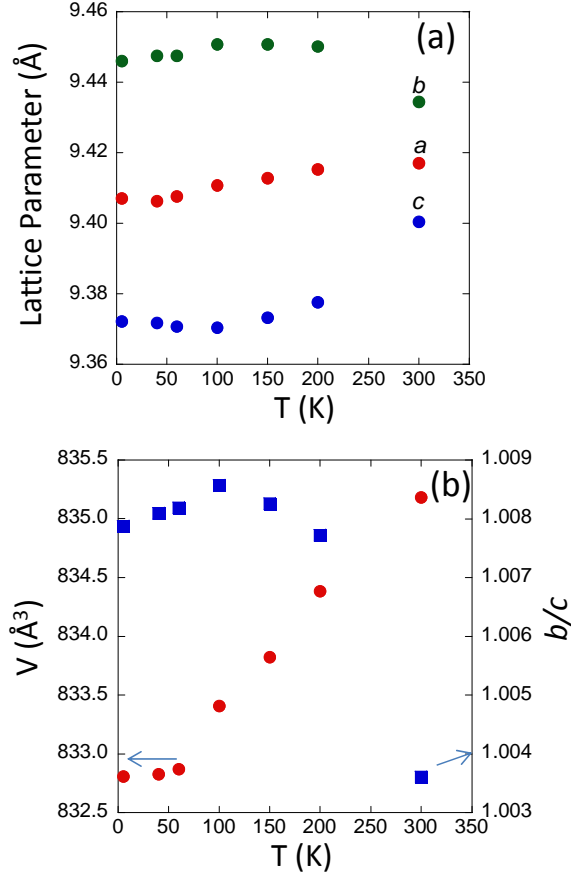 (a)
Lattice Parameter (Å)
9.46
9.44
9.42
9.40
9.38
9.36
b
a
c
0 50 100 150 200 250 300 350
T (K)
(b)
V (Å³)
835.5
835.0
834.5
834.0
833.5
833.0
832.5
1.009
1.008
1.007
1.006
1.005
1.004
1.003
b/c
0 50 100 150 200 250 300 350
T (K)